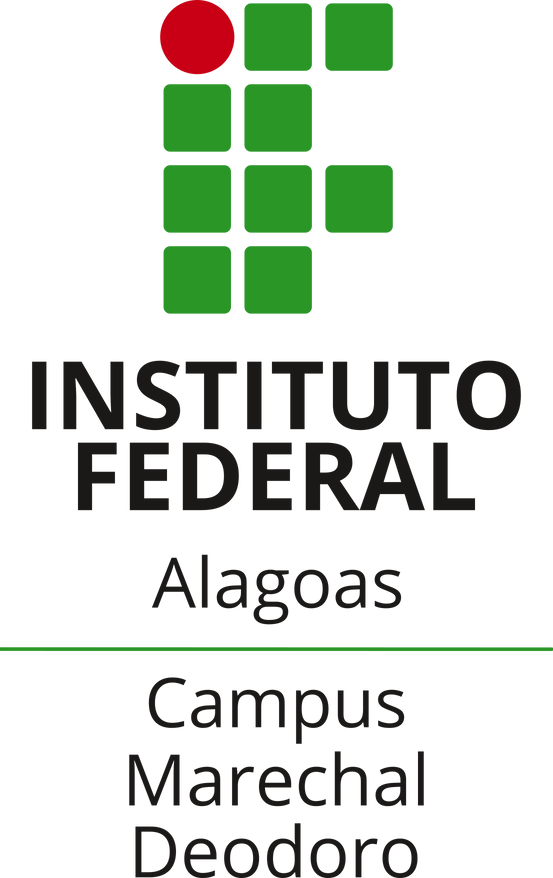 INSTITUTO
FEDERAL
Alagoas
Campus
Marechal
Deodoro